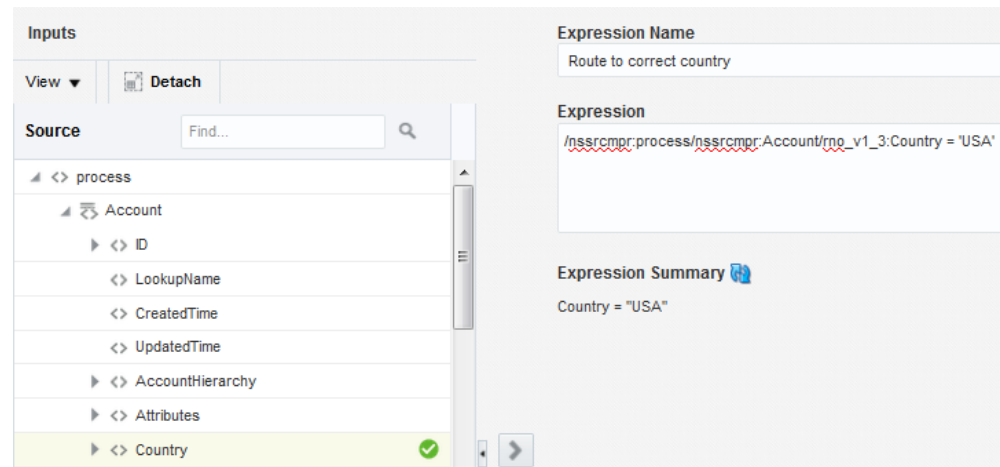 Inputs
View
Detach
Source
Find...
process
Account
ID
LookupName
CreatedTime
UpdatedTime
AccountHierarchy
Attributes
Country
Expression Name
Route to correct country
Expression
/nssrcmpr:process/nssrcmpr:Account/rno_v1_3:Country = 'USA'
Expression Summary
Country = "USA"